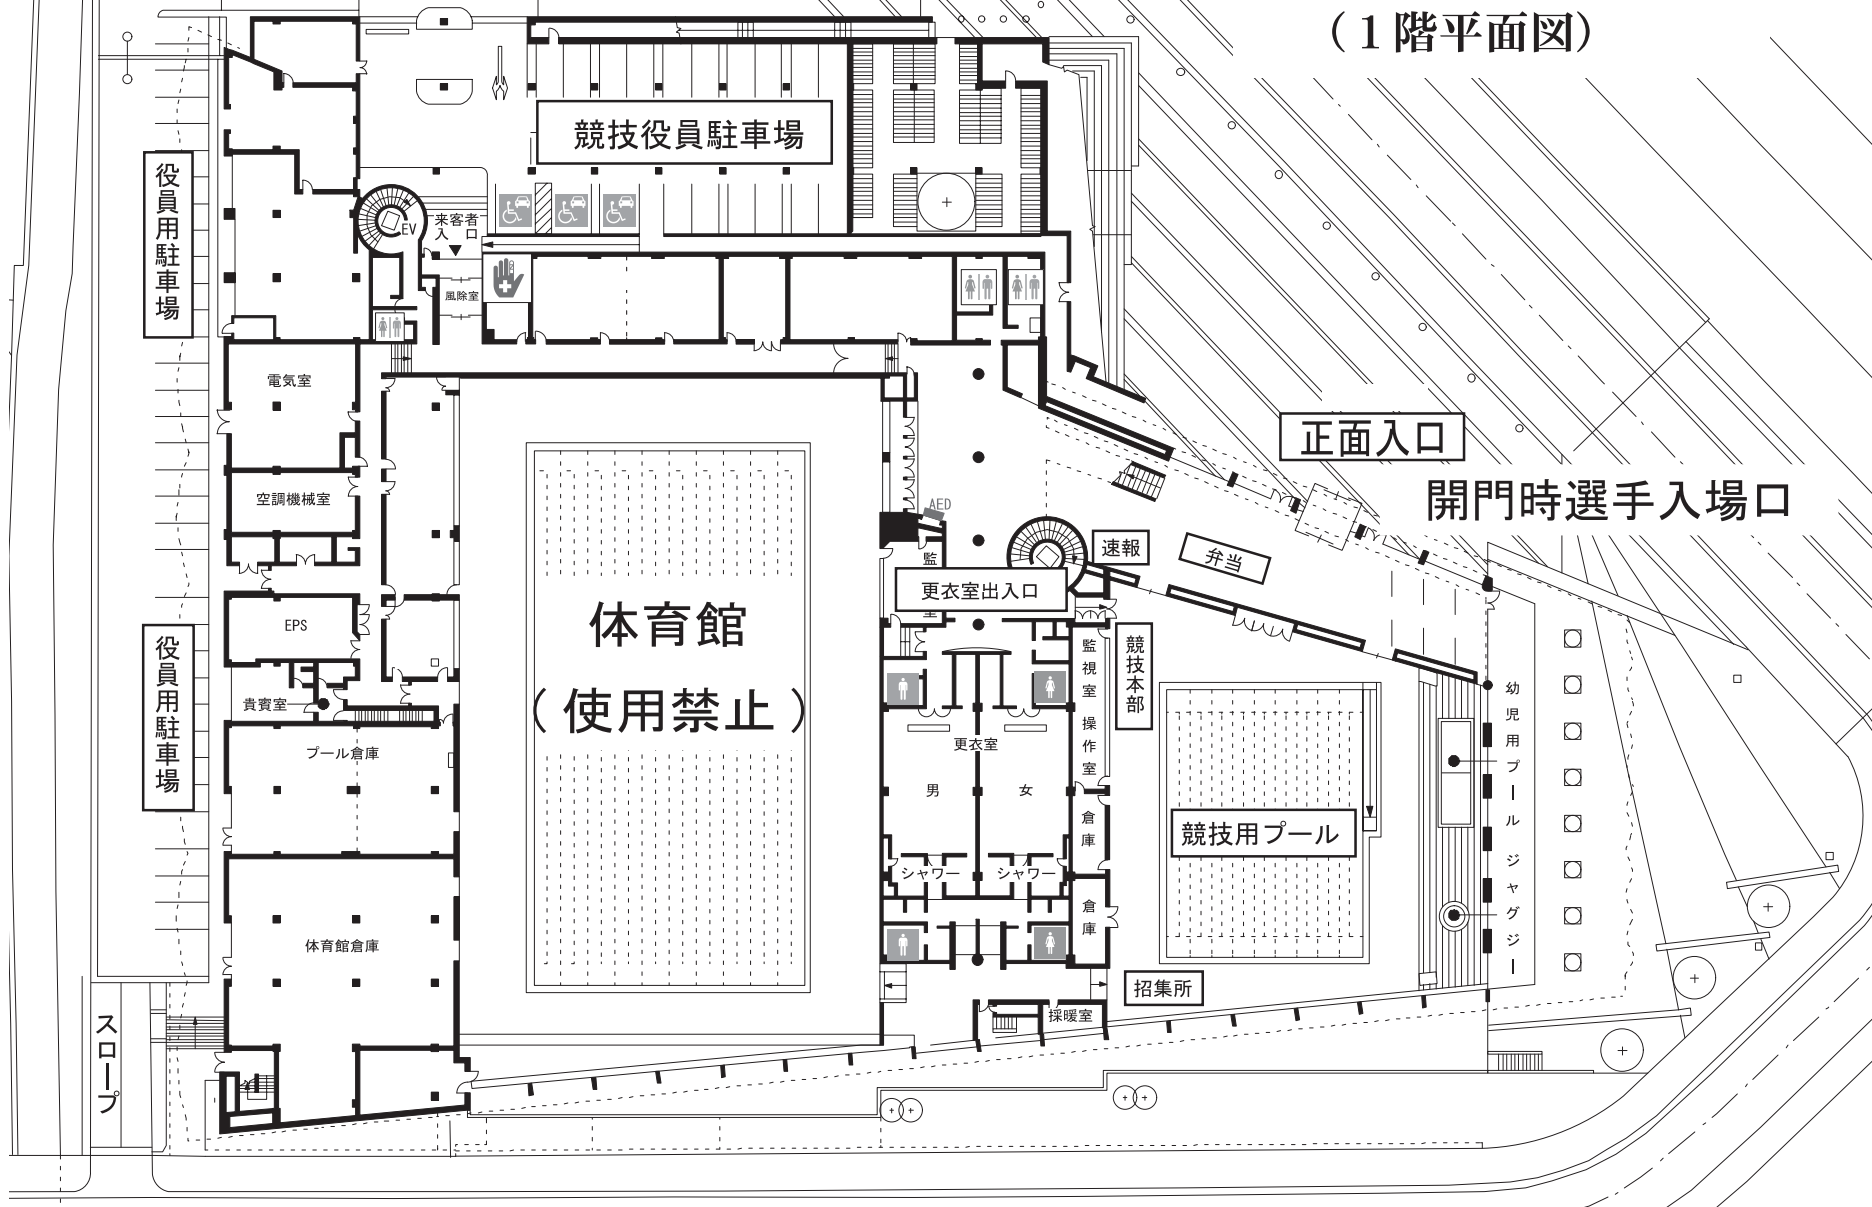 （１階平面図）
競技役員駐車場
役員用駐車場
来客者
入 口
EV
風除室
電気室
正面入口
開門時選手入場口
空調機械室
AED
速報
弁当
監
室
更衣室出入口
体育館
（使用禁止）
EPS
貴賓室
プール倉庫
役員用駐車場
競技本部
監視室
操作室
更衣室
男
女
倉庫
競技用プール
幼児用プール
ジャグジー
シャワー
シャワー
倉庫
体育館倉庫
招集所
採暖室
スロープ